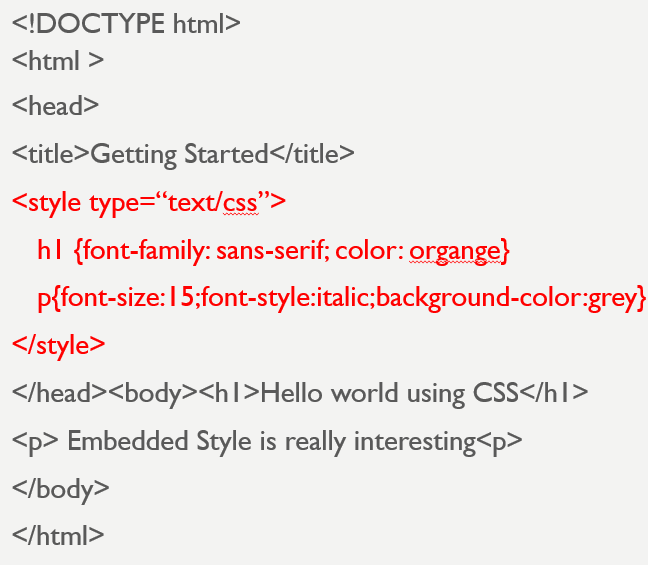 <!DOCTYPE html>
<html >
<head>
<title>Getting Started</title>
<style type=“text/css”>
h1 {font-family: sans-serif; color: organge}
p{font-size:15;font-style:italic;background-color:grey}
</style>
</head><body><h1>Hello world using CSS</h1>
<p> Embedded Style is really interesting<p>
</body>
</html>